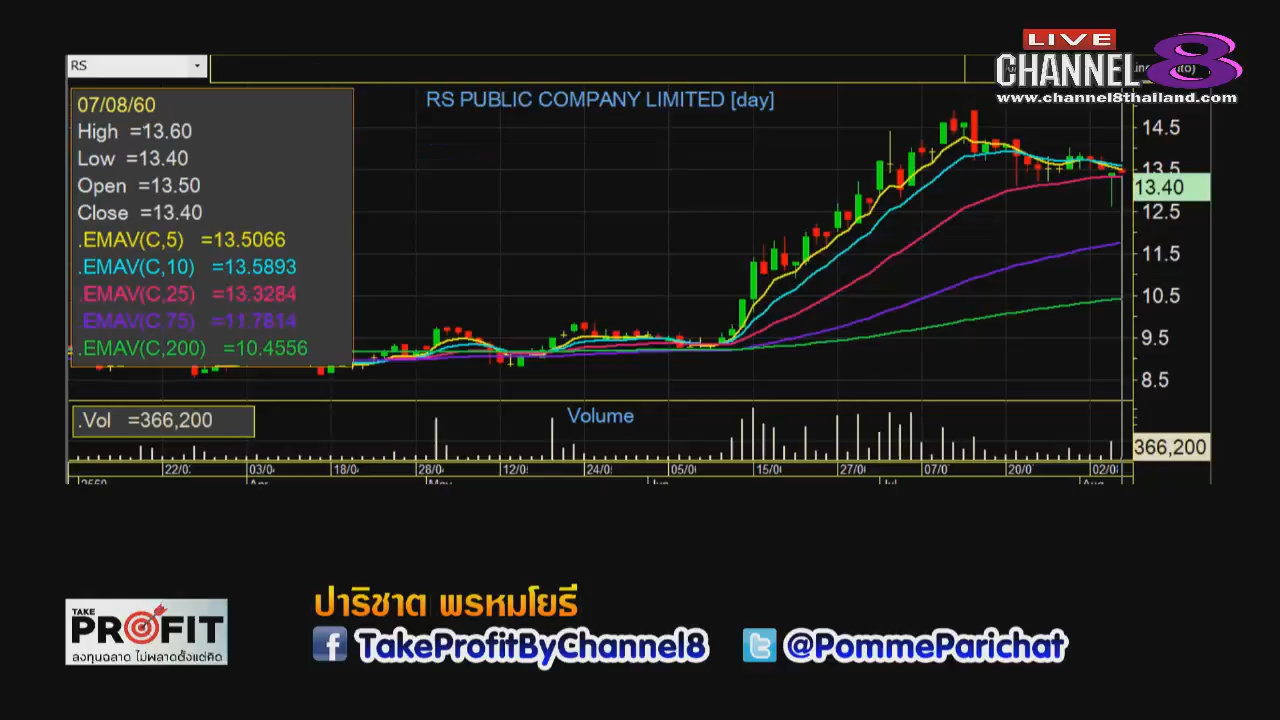 RS
LIVE
CHANNEL 8
www.channel8thailand.com
07/08/60
High =13.60
Low =13.40
Open =13.50
Close =13.40
.EMAV(C,5) =13.5066
.EMAV(C,10) =13.5893
.EMAV(C,25) =13.3284
.EMAV(C,75) =11.7814
.EMAV(C,200) =10.4556
RS PUBLIC COMPANY LIMITED [day]
14.5
13.5
13.40
12.5
11.5
10.5
9.5
8.5
.Vol =366,200
Volume
366,200
22/0 03/0 18/0 28/0 12/0 24/0 05/0 15/0 27/0 07/0 20/0 02/0
2560 Apr May Jun Jul Aug
TAKE
PROFIT
ลงทุนฉลาด ไม่พลาดตั้งแต่คิด
ปาริชาต พรหมโยธี
TakeProfitByChannel8
@PommeParichat